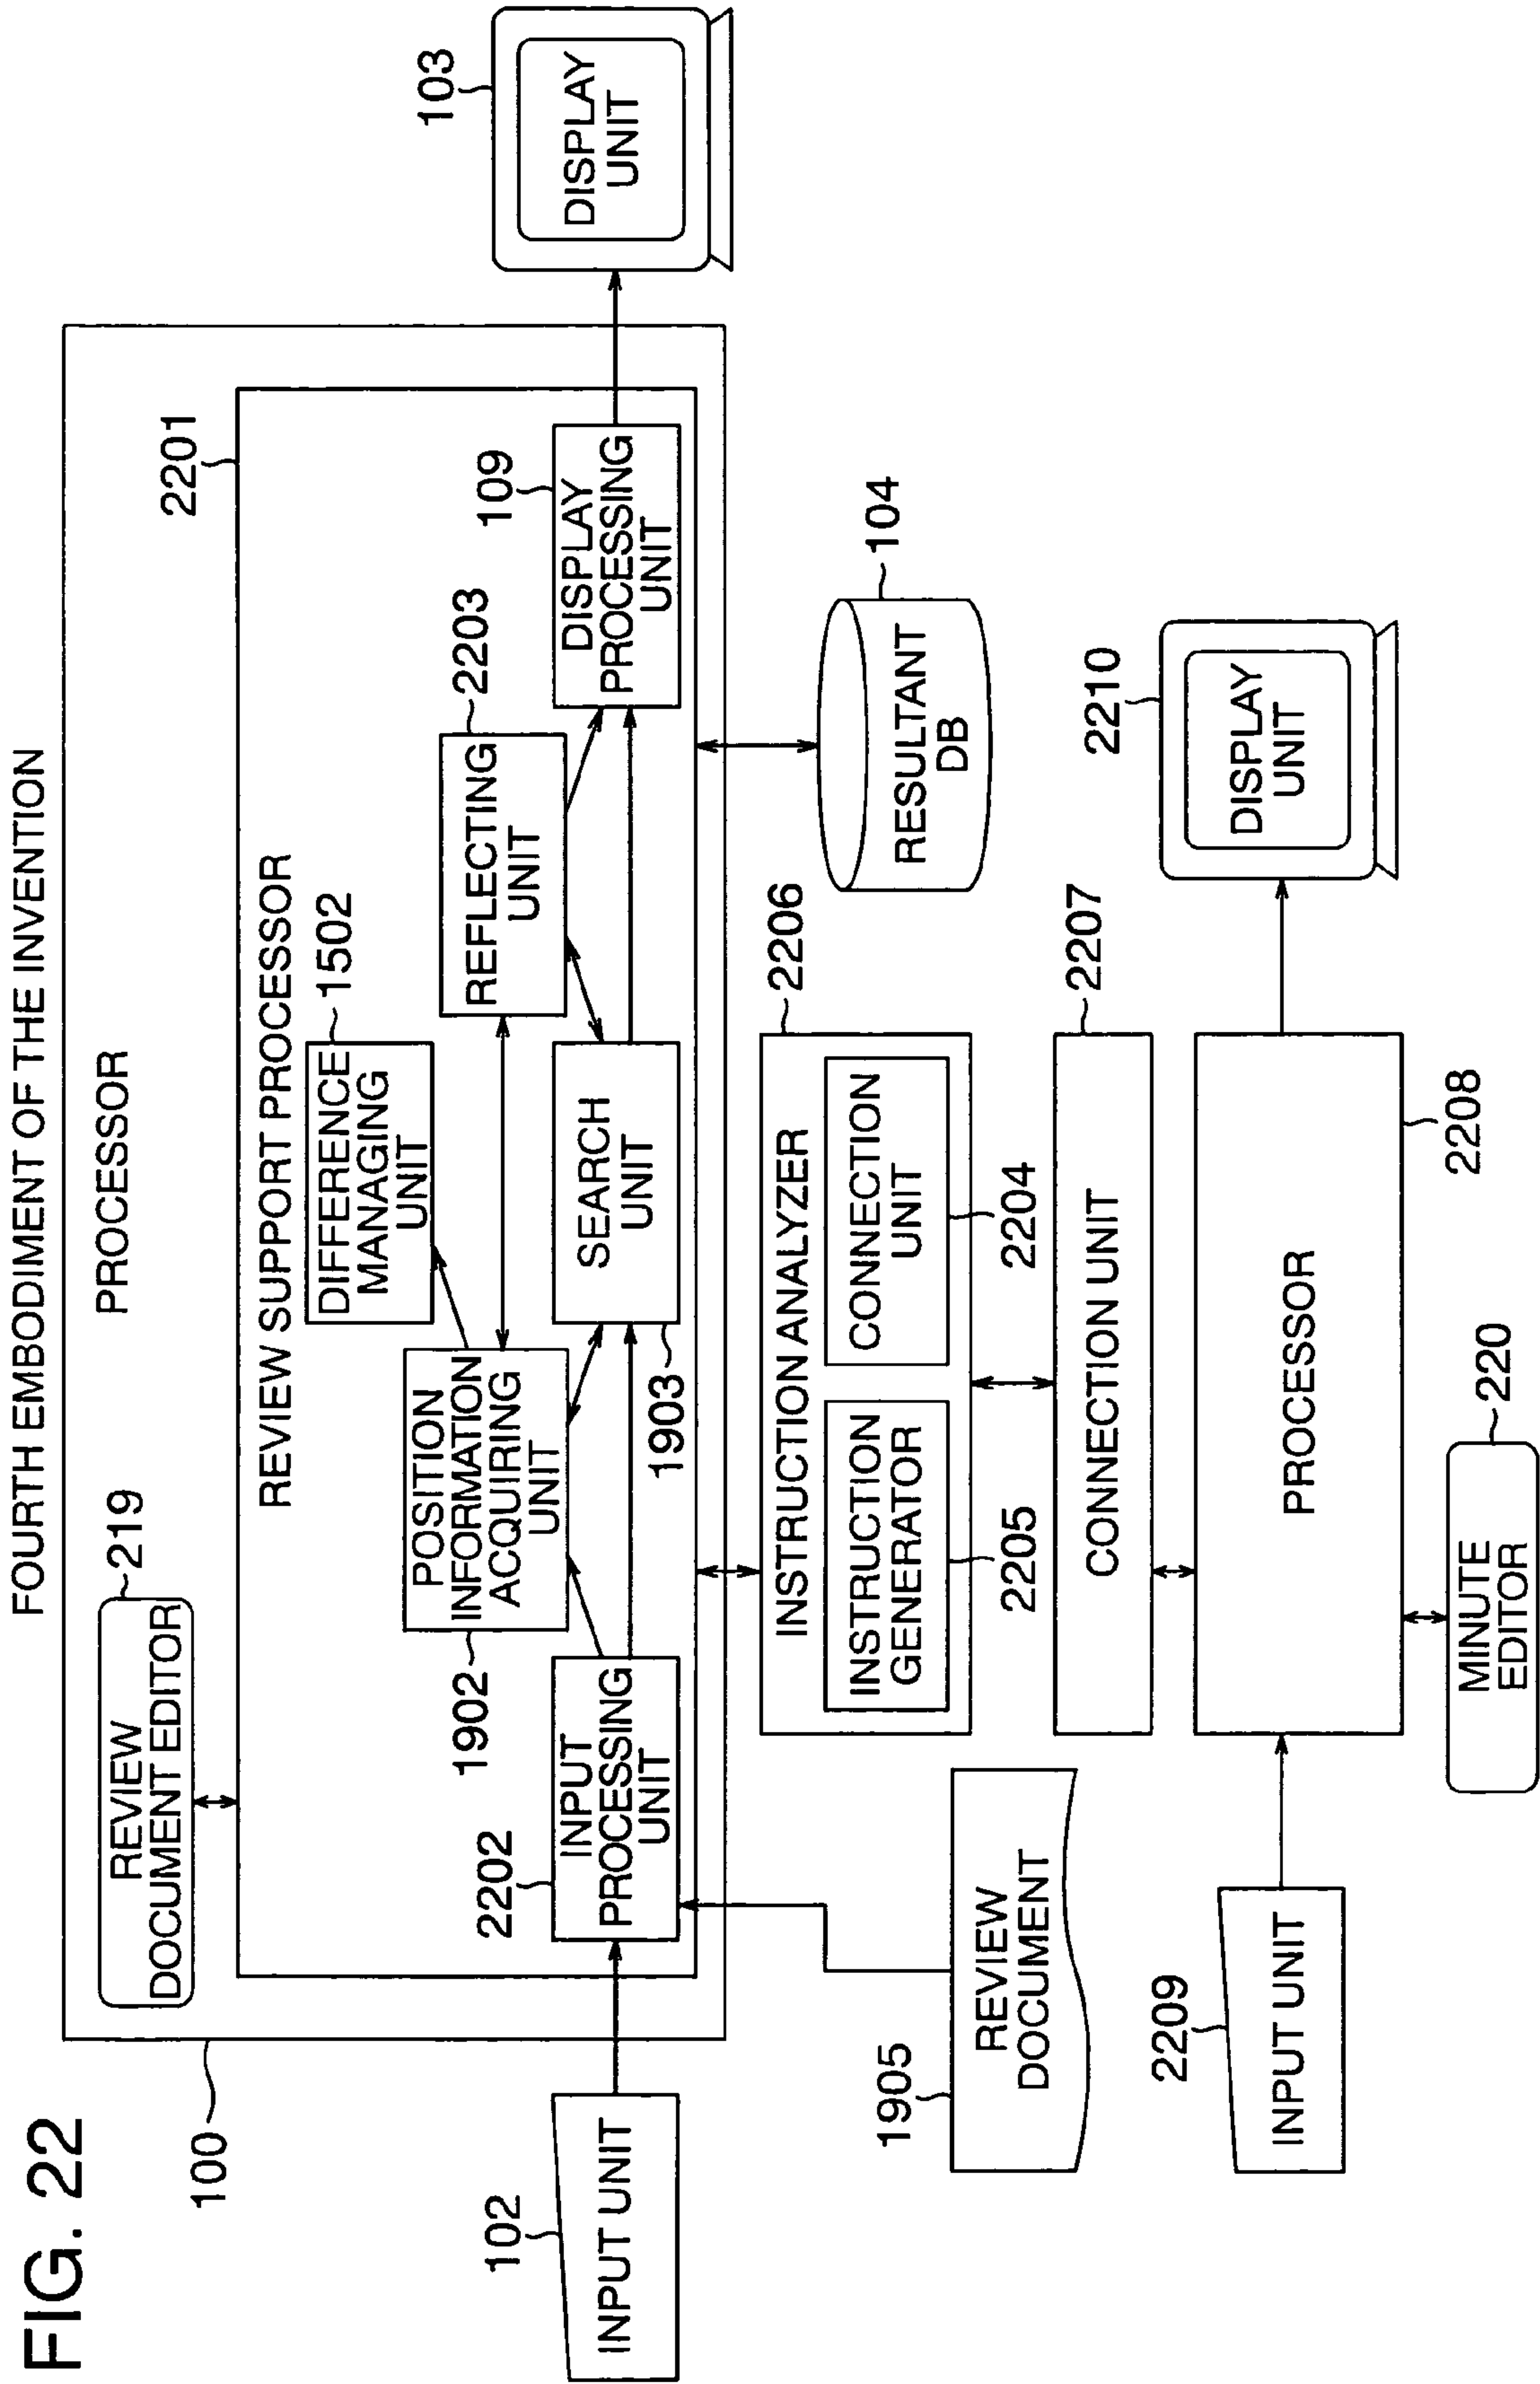 FIG. 22
FOURTH EMBODIMENT OF THE INVENTION
100
PROCESSOR
REVIEW
DOCUMENT EDITOR
219
2201
REVIEW SUPPORT PROCESSOR
DIFFERENCE
MANAGING
UNIT
1502
POSITION
INFORMATION
ACQUIRING
UNIT
1902
REFLECTING
UNIT
2203
102
INPUT UNIT
2202
INPUT
PROCESSING
UNIT
SEARCH
UNIT
1903
109
DISPLAY
PROCESSING
UNIT
103
DISPLAY
UNIT
1905
REVIEW
DOCUMENT
INSTRUCTION ANALYZER
2206
INSTRUCTION
GENERATOR
2205
CONNECTION
UNIT
2204
104
RESULTANT
DB
CONNECTION UNIT
2207
2209
INPUT UNIT
PROCESSOR
2208
2210
DISPLAY
UNIT
MINUTE
EDITOR
220